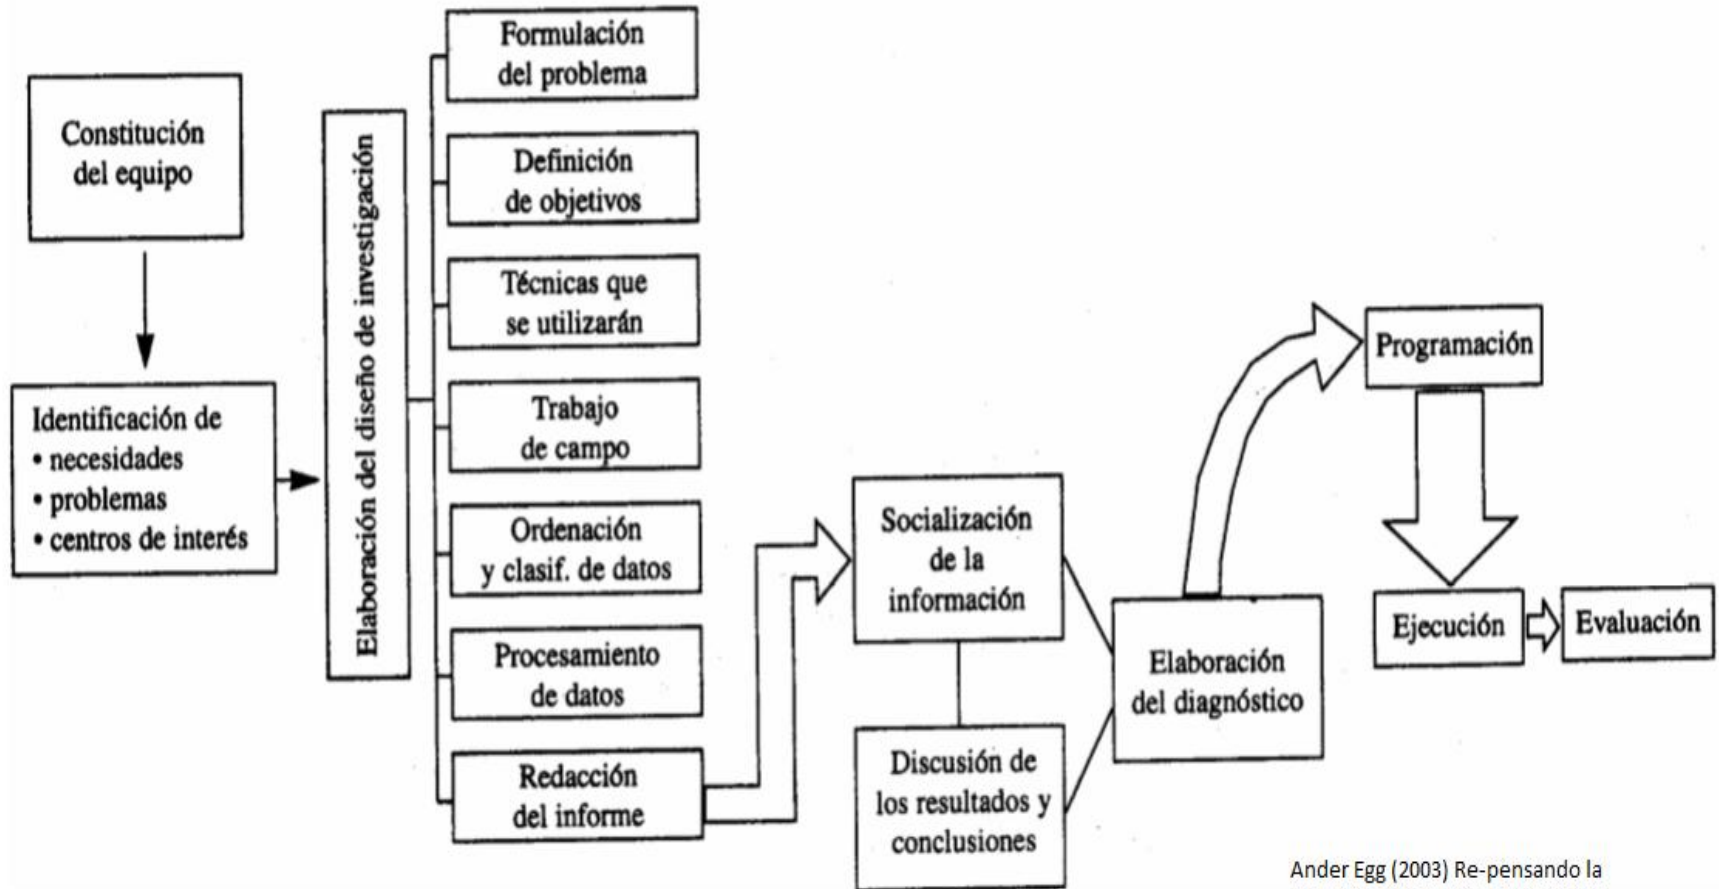 Constitución
del equipo
Identificación de
• necesidades
• problemas
• centros de interés
Elaboración del diseño de investigación
Formulación
del problema
Definición
de objetivos
Técnicas que
se utilizarán
Trabajo
de campo
Ordenación
y clasif. de datos
Procesamiento
de datos
Redacción
del informe
Socialización
de la
información
Discusión de
los resultados y
conclusiones
Elaboración
del diagnóstico
Programación
Ejecución
Evaluación
Ander Egg (2003) Re-pensando la